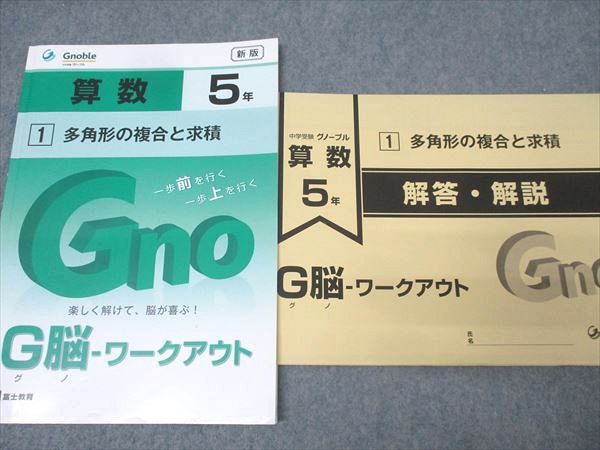 Gnoble
新版
算数 5年
1 多角形の複合と求積
一歩前を行く
一歩上を行く
Gno
楽しく解けて、脳が喜ぶ!
G脳-ワークアウト
グノ
富士教育
中学受験 グノーブル
算数
5年
1 多角形の複合と求積
解答・解説
Gno
G脳-ワークアウト
グノ
氏名